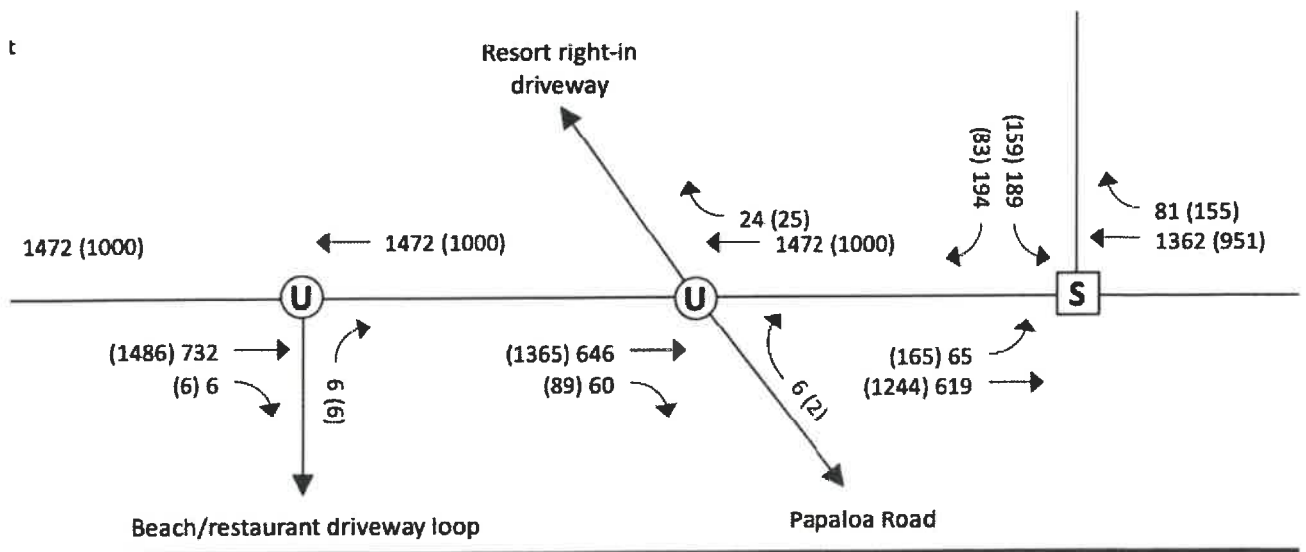 t
Resort right-in
driveway
(159) 189
(83) 194
81 (155)
1362 (951)
24 (25)
1472 (1000)
1472 (1000)
1472 (1000)
U
U
S
(1486) 732
(6) 6
6 (6)
(1365) 646
(89) 60
6 (2)
(165) 65
(1244) 619
Beach/restaurant driveway loop
Papaloa Road